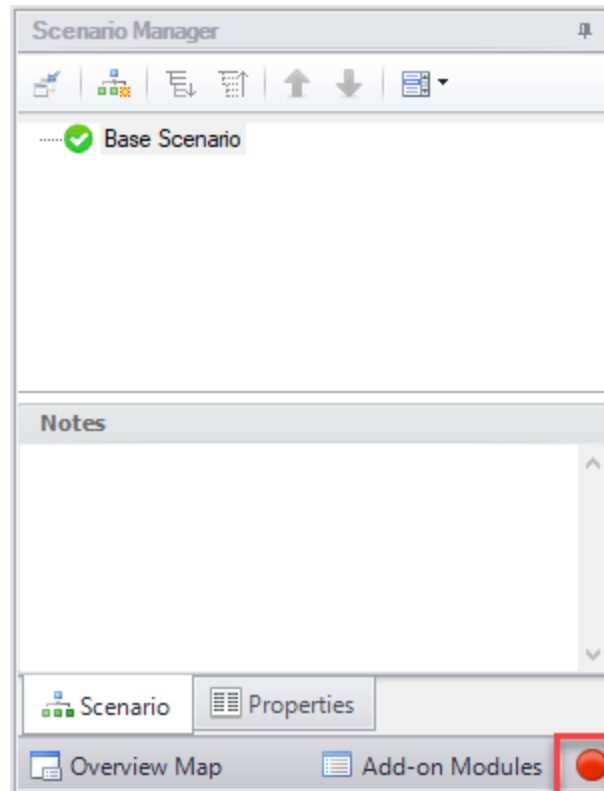 Scenario Manager
Base Scenario
Notes
Scenario
Properties
Overview Map
Add-on Modules